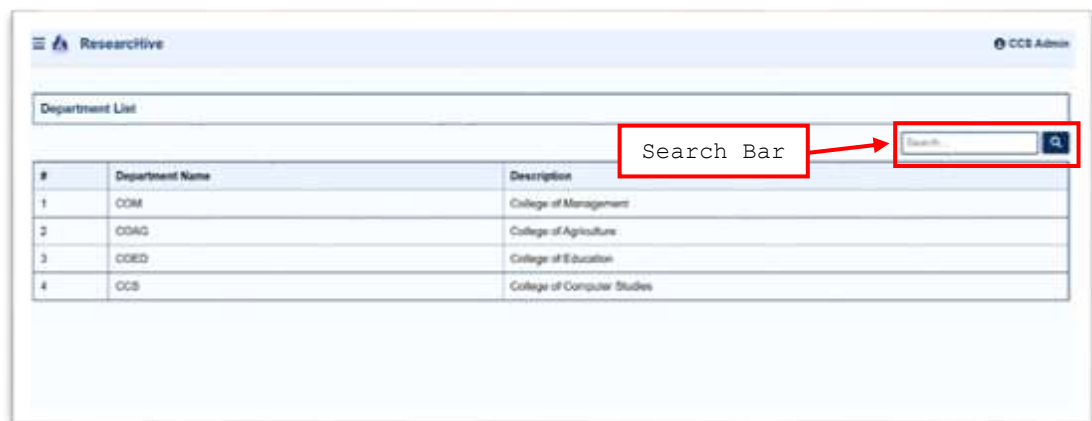 ResearcHive
CCS Admin
Department List
Search Bar
Search...
# Department Name Description
1 COM College of Management
2 COAG College of Agriculture
3 COED College of Education
4 CCS College of Computer Studies